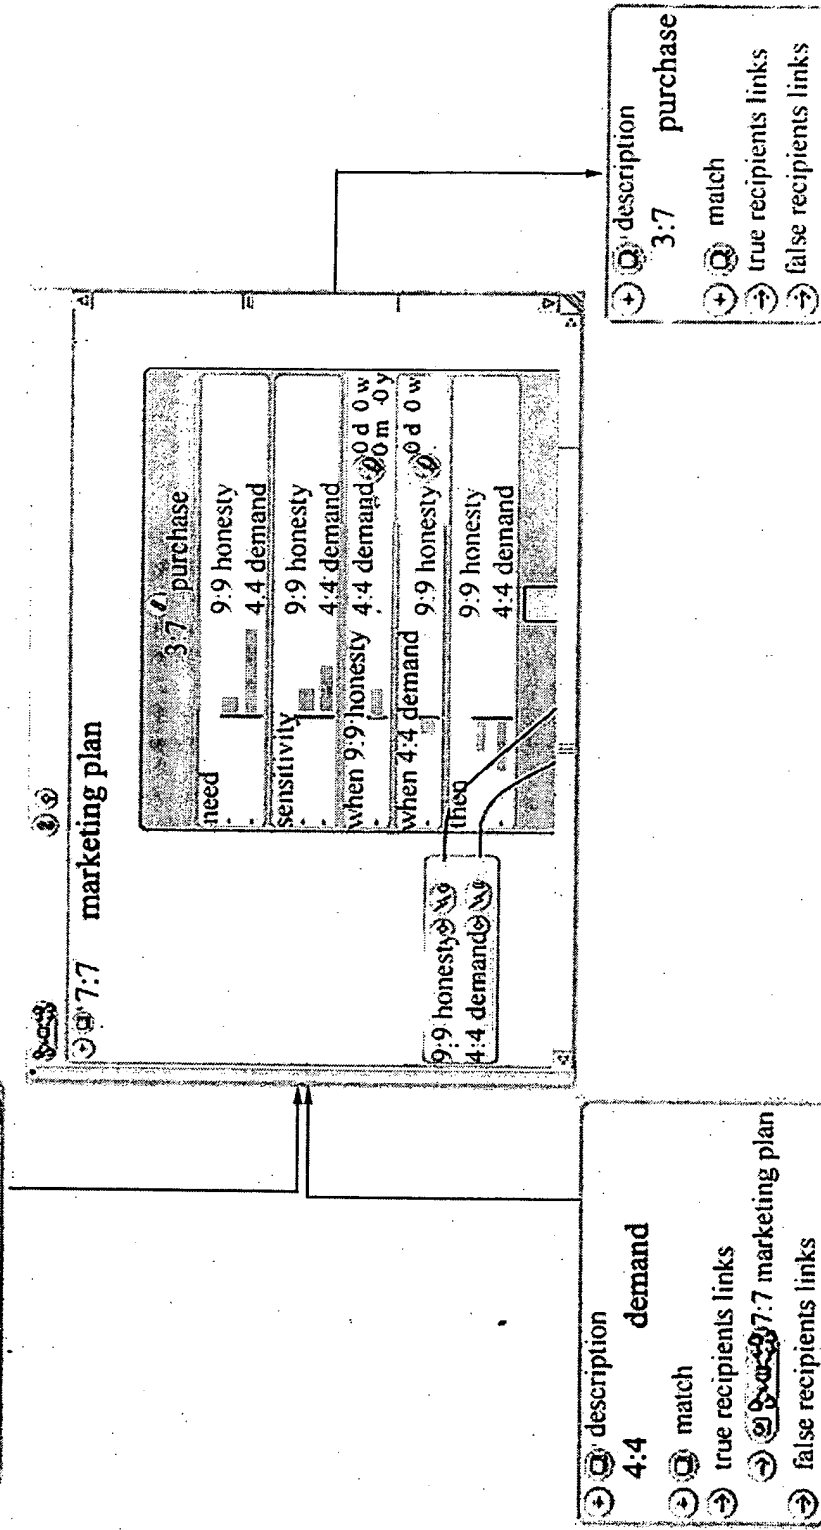 7:7 marketing plan
3:7 purchase
need
9:9 honesty
4.4 demand
sensitivity
9:9 honesty
4:4 demand
when 9:9 honesty 4:4 demand 0 d 0 w
0 m 0 y
when 4:4 demand 9:9 honesty 0 d 0 w
then
9:9 honesty
4:4 demand
9:9 honesty
4:4 demand
description
4:4 demand
match
true recipients links
7:7 marketing plan
false recipients links
description
3:7 purchase
match
true recipients links
false recipients links